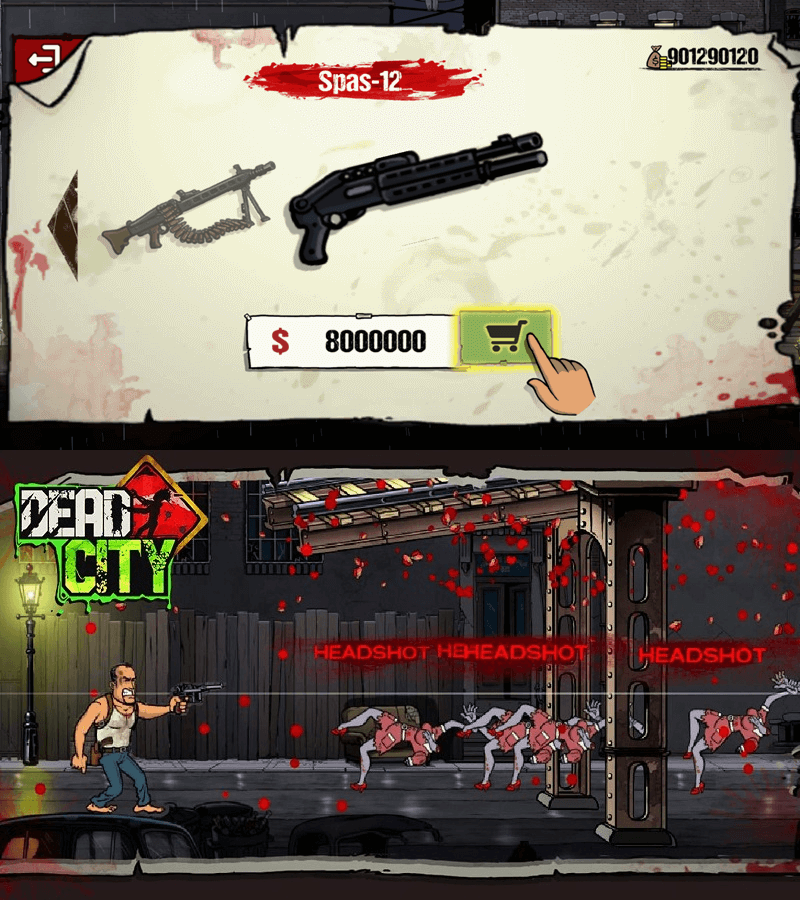 Spas-12
901290120
$ 8000000
DEAD
CITY
HEADSHOT HEHEADSHOT HEADSHOT